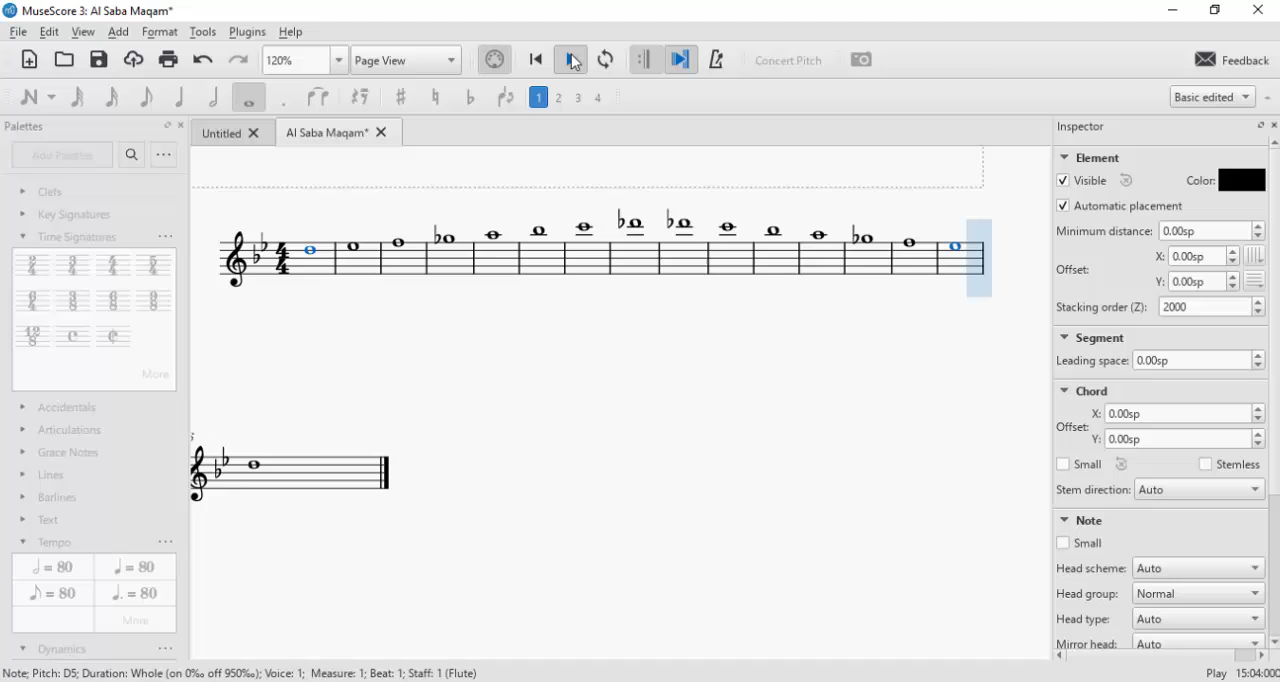 MuseScore 3: Al Saba Maqam*
File Edit View Add Format Notes Tools Plugins Help
120% Page View Concert Pitch Feedback
1 2 3 4 Basic edited
Palettes
Untitled Al Saba Maqam*
Inspector
Add Palettes
Clefs
Key Signatures
Time Signatures
More
Accidentals
Articulations
Grace Notes
Lines
Barlines
Text
Tempo
= 80 = 80
= 80 = 80
More
Dynamics
Element
Visible Color:
Automatic placement
Minimum distance: 0.00sp
Offset: X: 0.00sp
Y: 0.00sp
Stacking order (Z): 2000
Segment
Leading space: 0.00sp
Chord
Offset: X: 0.00sp
Y: 0.00sp
Small Stemless
Stem direction: Auto
Note
Small
Head scheme: Auto
Head group: Normal
Head type: Auto
Mirror head: Auto
Note; Pitch: D5; Duration: Whole (on 0‰ off 950‰); Voice: 1; Measure: 1; Beat: 1; Staff: 1 (Flute) Play 15:04:000